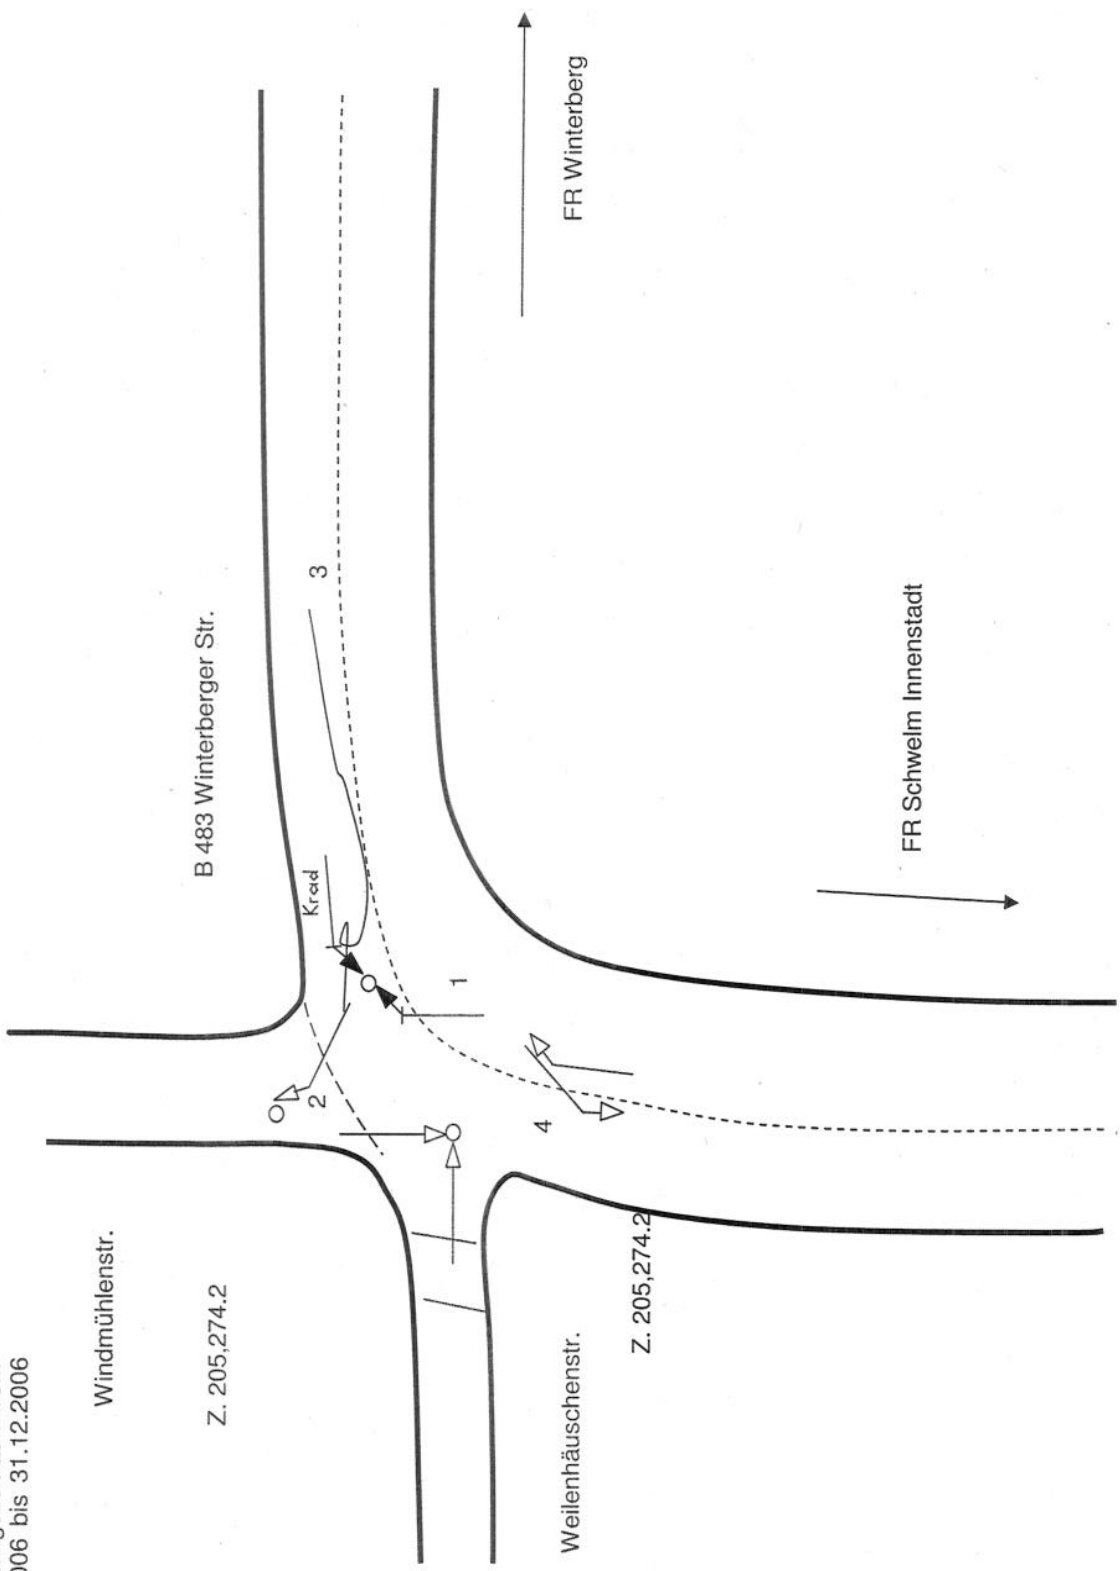 006 bis 31.12.2006
Windmühlenstr.
Z. 205,274.2
B 483 Winterberger Str.
Krad
3
2
1
4
FR Winterberg
Weilenhäuschenstr.
Z. 205,274.2
FR Schwelm Innenstadt